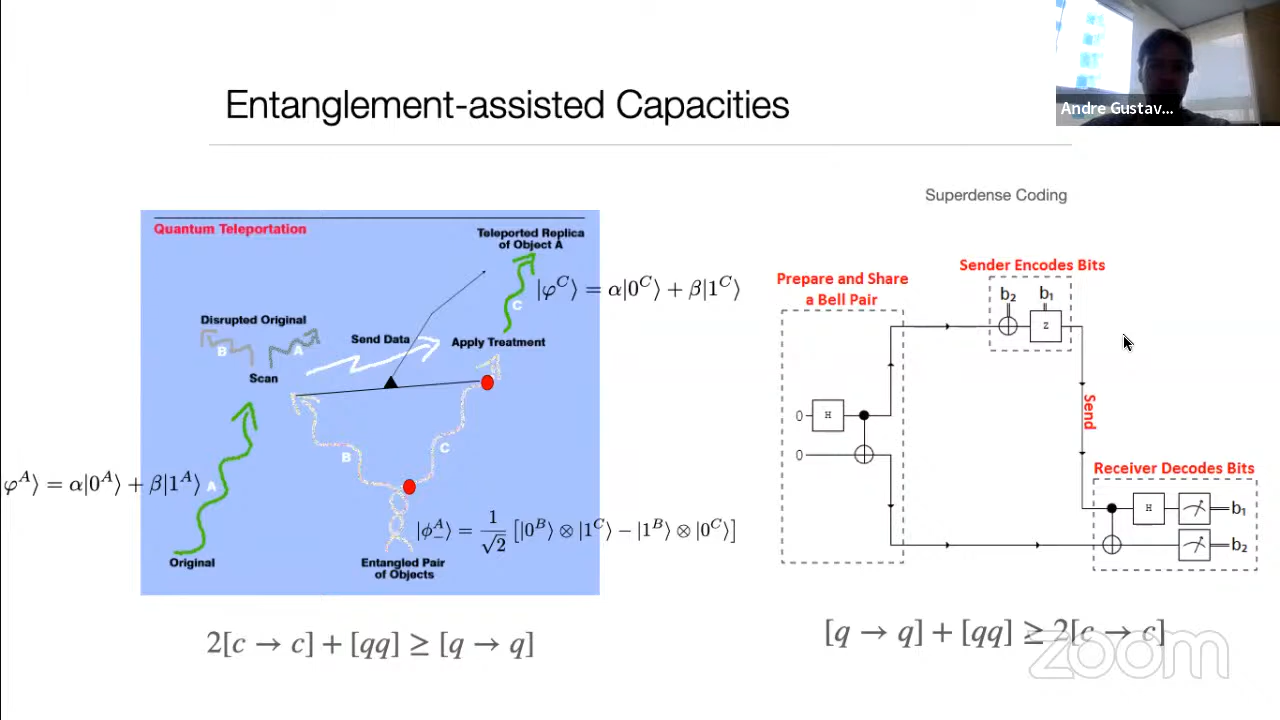 Andre Gustav...
Entanglement-assisted Capacities
Superdense Coding
Quantum Teleportation
Teleported Replica
of Object A
|φ^C⟩ = α|0^C⟩ + β|1^C⟩
C
Disrupted Original
B
A
Send Data
Apply Treatment
Scan
B
C
φ^A⟩ = α|0^A⟩ + β|1^A⟩
A
|ϕ_−^A⟩ = 1/√2 [|0^B⟩ ⊗ |1^C⟩ − |1^B⟩ ⊗ |0^C⟩]
Original
Entangled Pair
of Objects
2[c → c] + [qq] ≥ [q → q]
Prepare and Share
a Bell Pair
0
H
0
Sender Encodes Bits
b₂
b₁
Z
Send
Receiver Decodes Bits
H
b₁
b₂
[q → q] + [qq] ≥ 2[c → c]
zoom